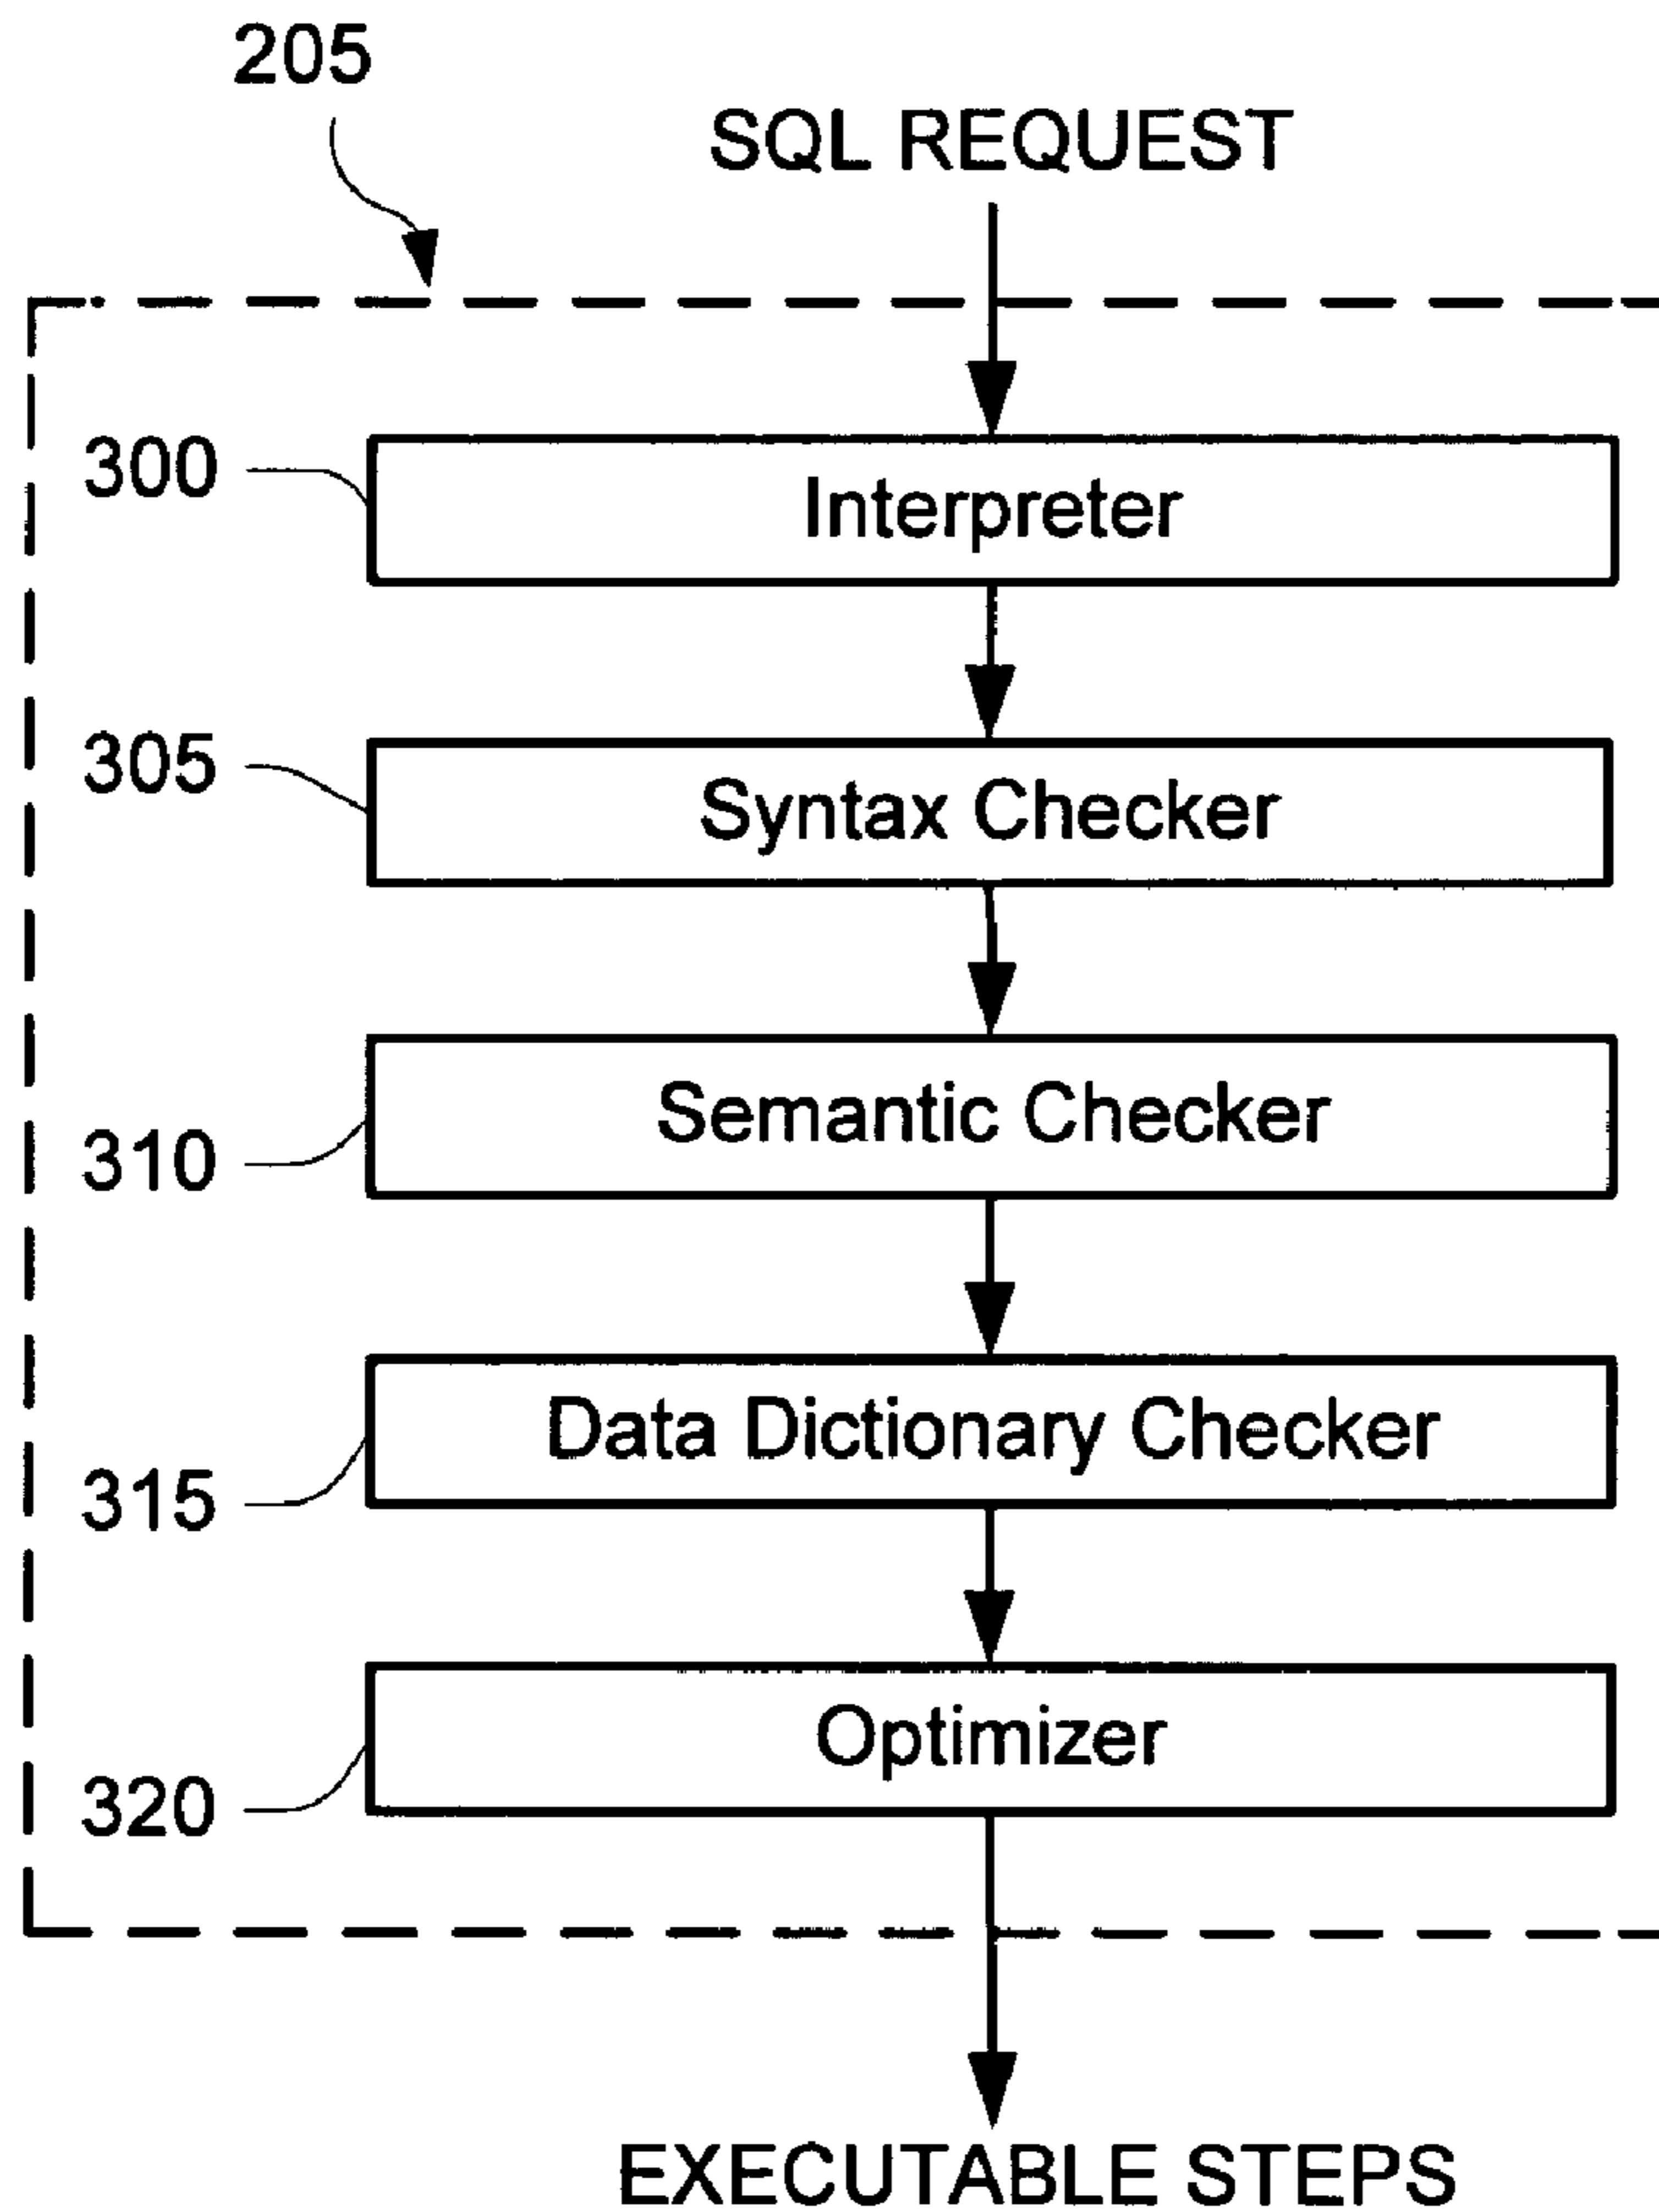 205
SQL REQUEST
300
Interpreter
305
Syntax Checker
Semantic Checker
310
Data Dictionary Checker
315
Optimizer
320
EXECUTABLE STEPS